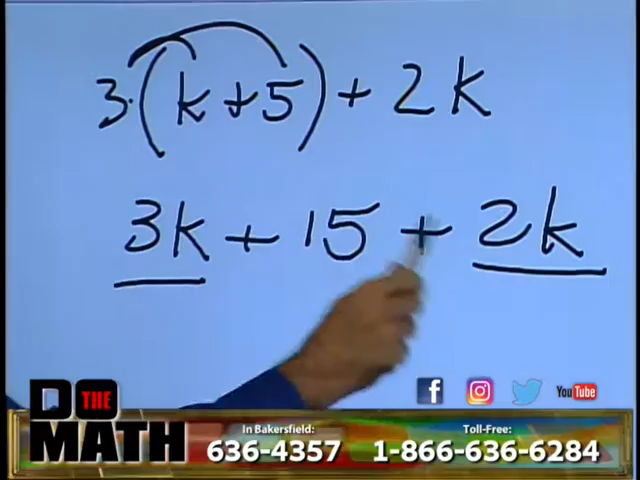 3·(k+5)+2k
3k+15+2k
DO THE MATH
In Bakersfield:
636-4357
Toll-Free:
1-866-636-6284
f
YouTube